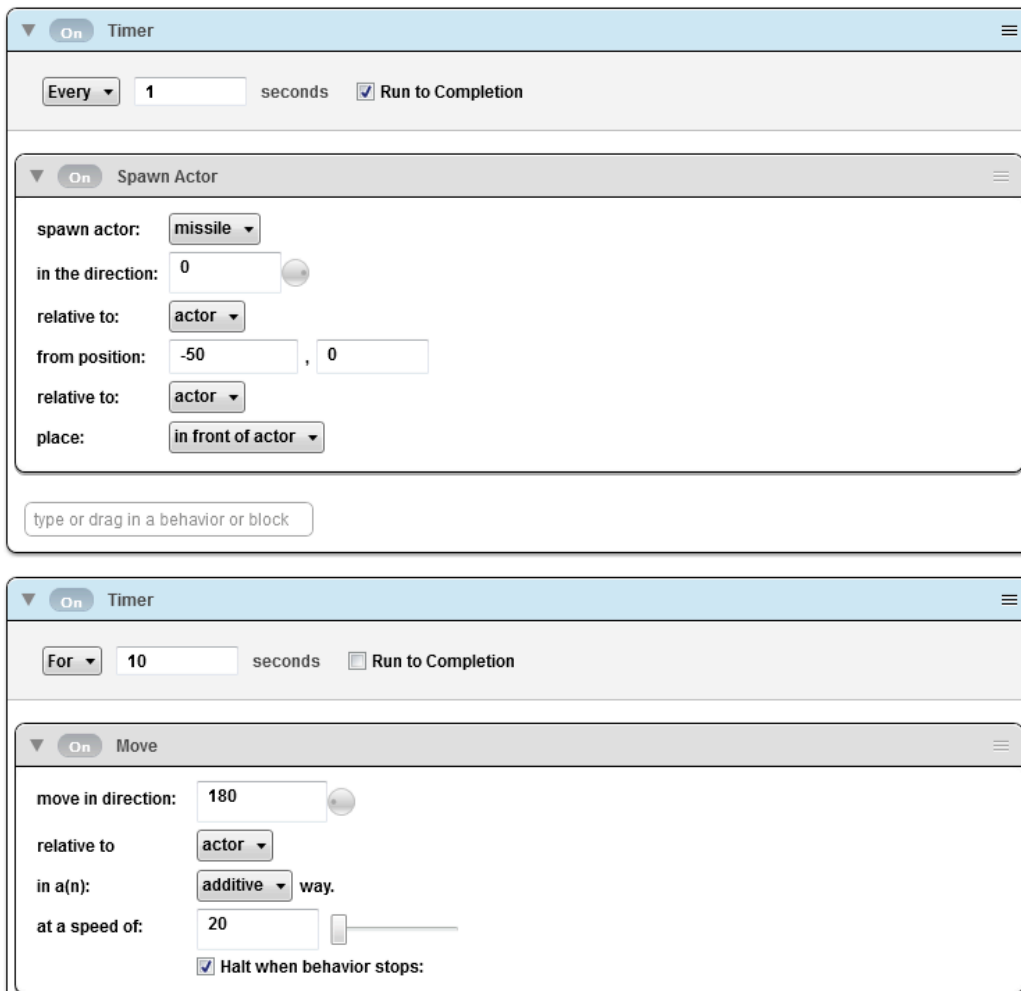 On Timer
Every 1 seconds Run to Completion
On Spawn Actor
spawn actor: missile
in the direction: 0
relative to: actor
from position: -50 , 0
relative to: actor
place: in front of actor
type or drag in a behavior or block
On Timer
For 10 seconds Run to Completion
On Move
move in direction: 180
relative to actor
in a(n): additive way.
at a speed of: 20
Halt when behavior stops: